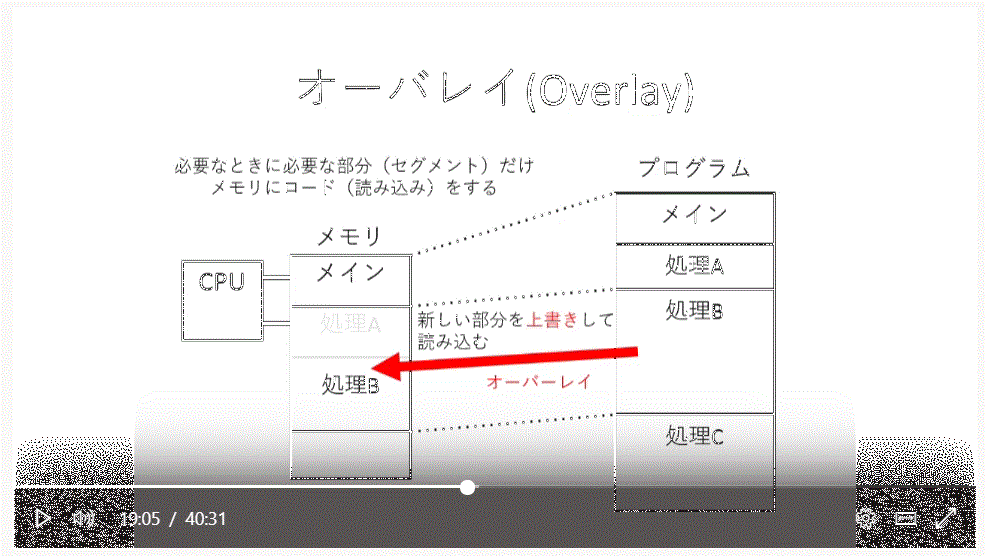 オーバレイ(Overlay)
必要なときに必要な部分（セグメント）だけ
メモリにコード（読み込み）をする
プログラム
メイン
処理A
処理B
処理C
メモリ
メイン
処理A
処理B
CPU
新しい部分を上書きして
読み込む
オーバーレイ
19:05 / 40:31